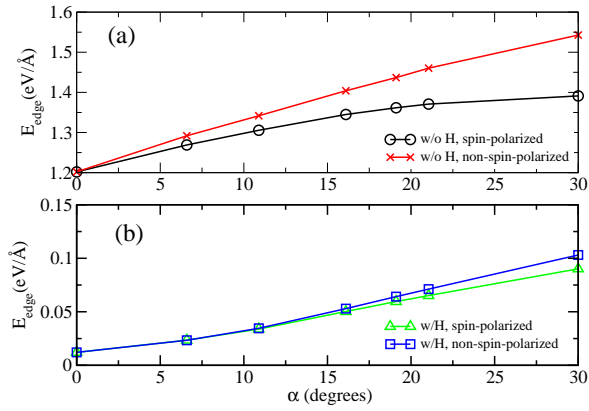 1.6
(a)
1.5
1.4
1.3
1.2
E_edge(eV/Å)
w/o H, spin-polarized
w/o H, non-spin-polarized
0 5 10 15 20 25 30
0.15
(b)
0.1
0.05
0
E_edge(eV/Å)
w/H, spin-polarized
w/H, non-spin-polarized
0 5 10 15 20 25 30
α (degrees)